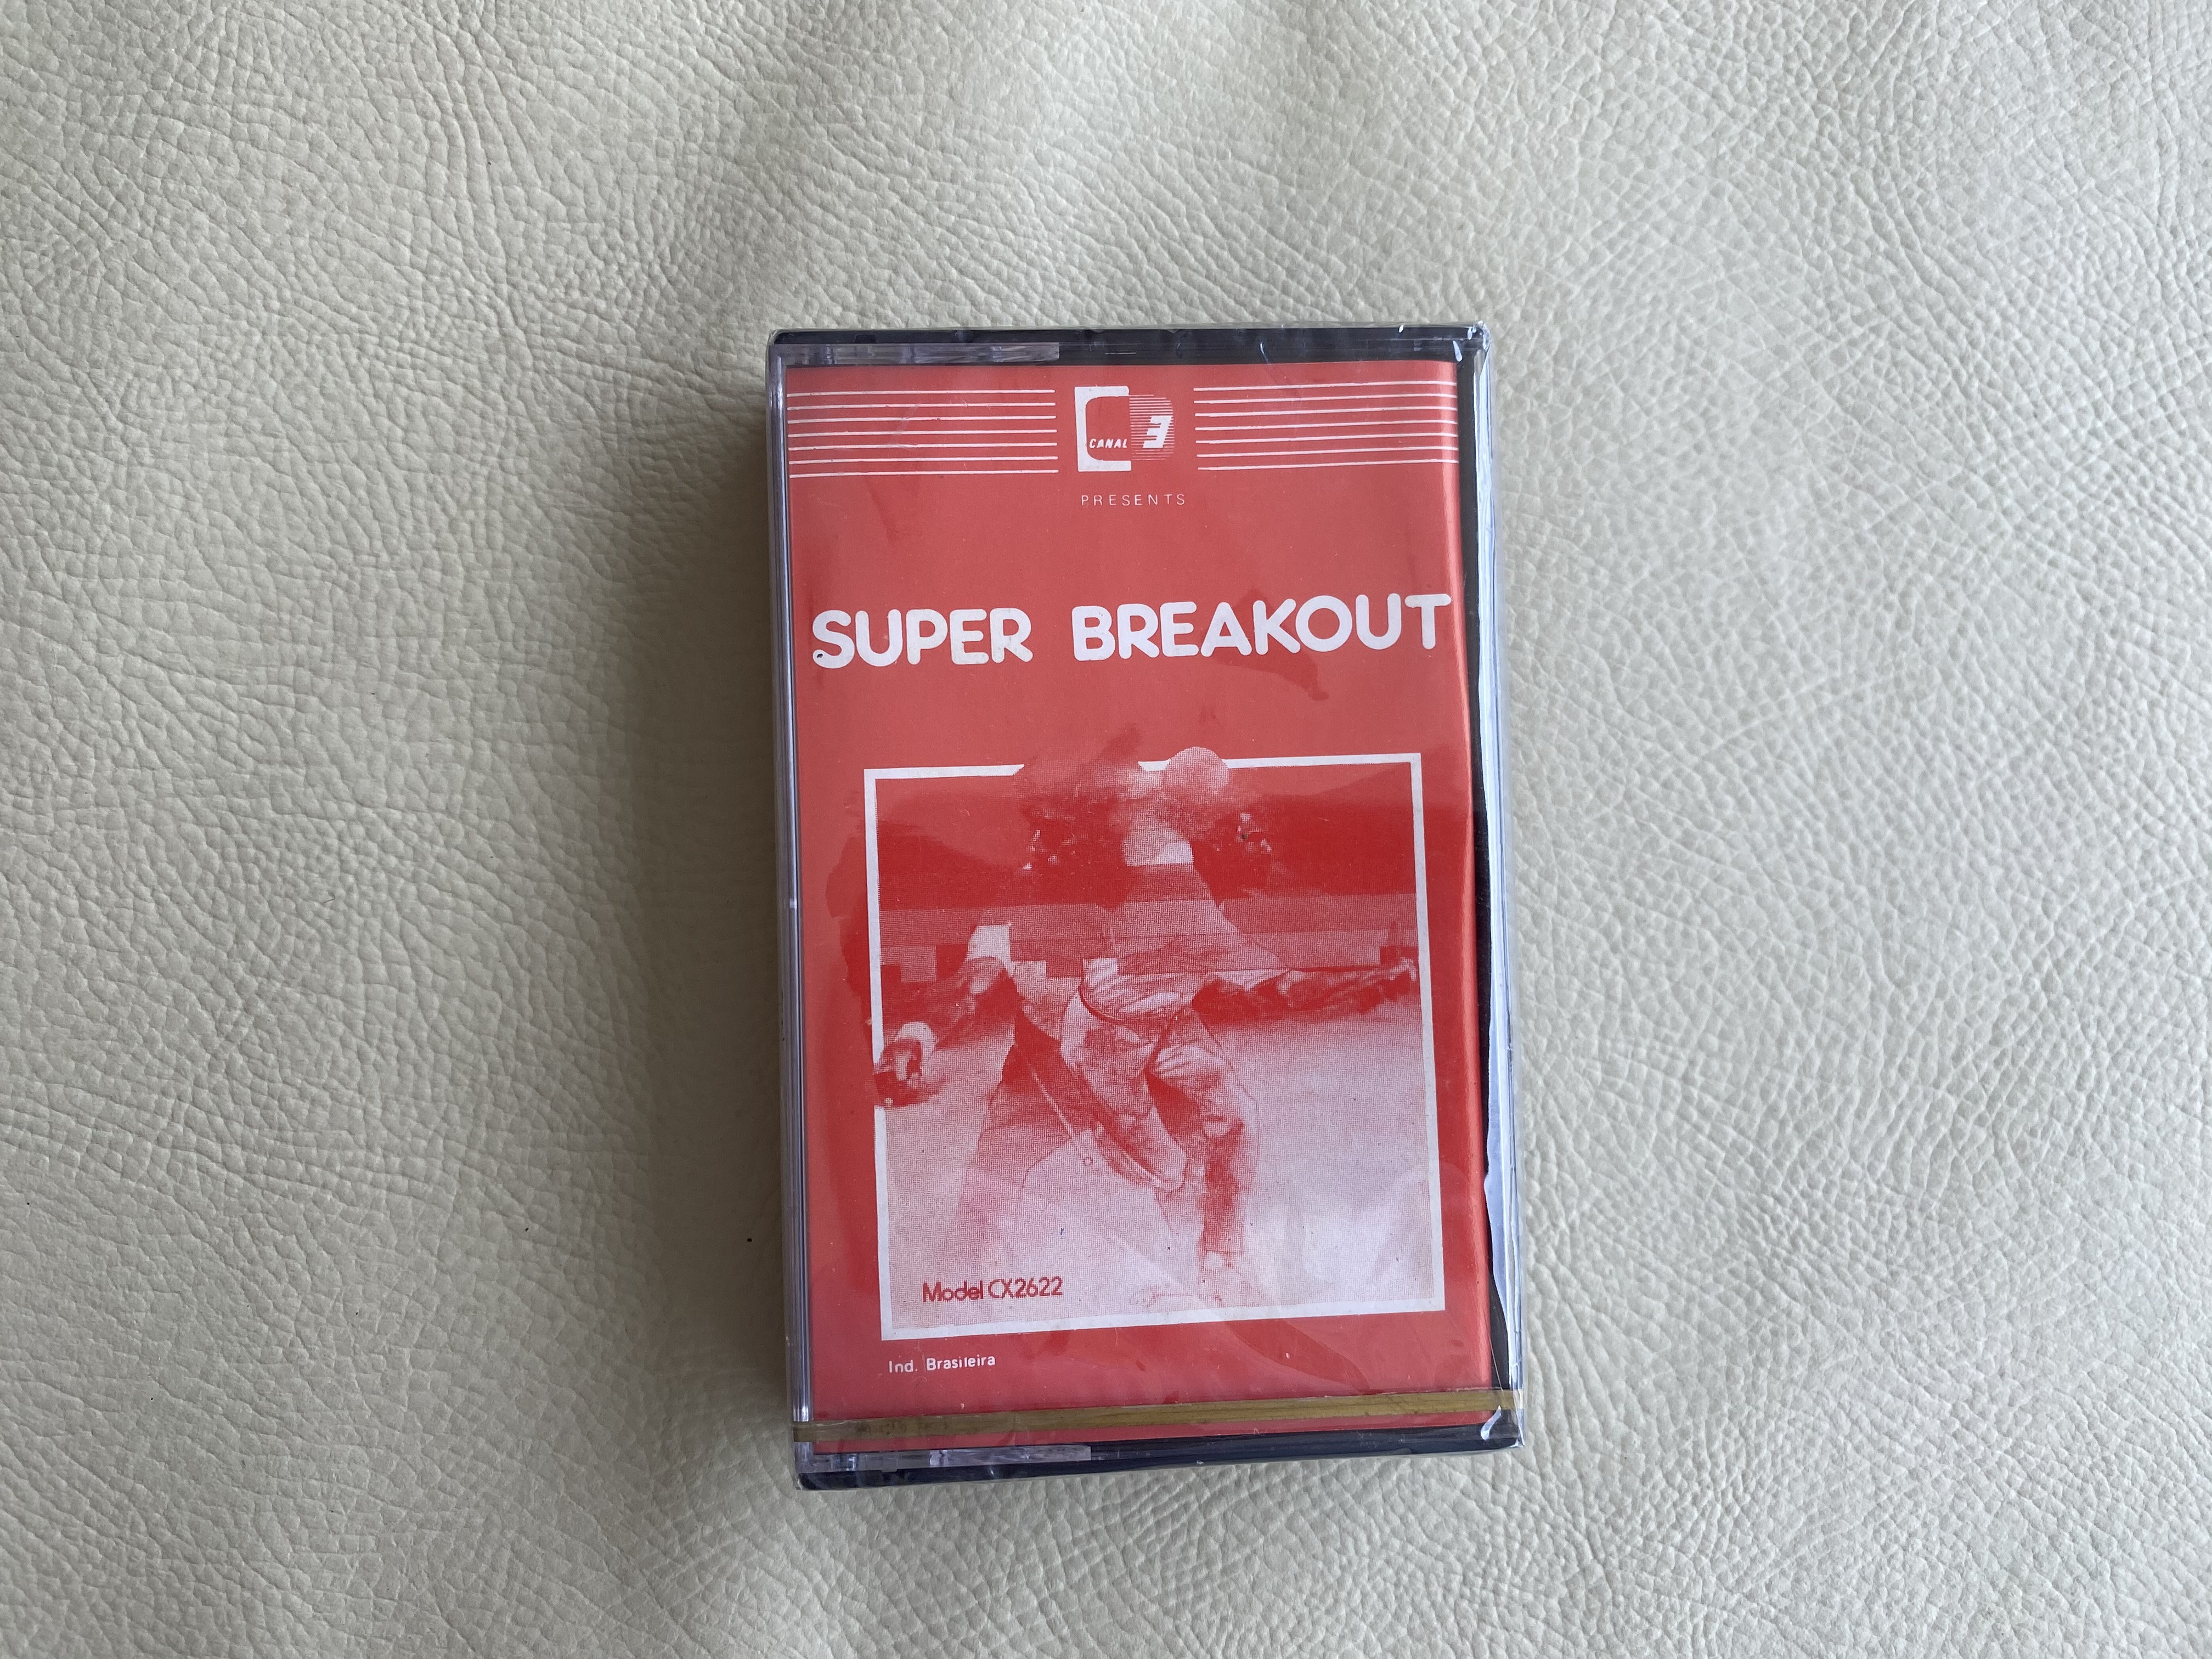 CANAL 3
PRESENTS
SUPER BREAKOUT
Model CX2622
Ind. Brasileira